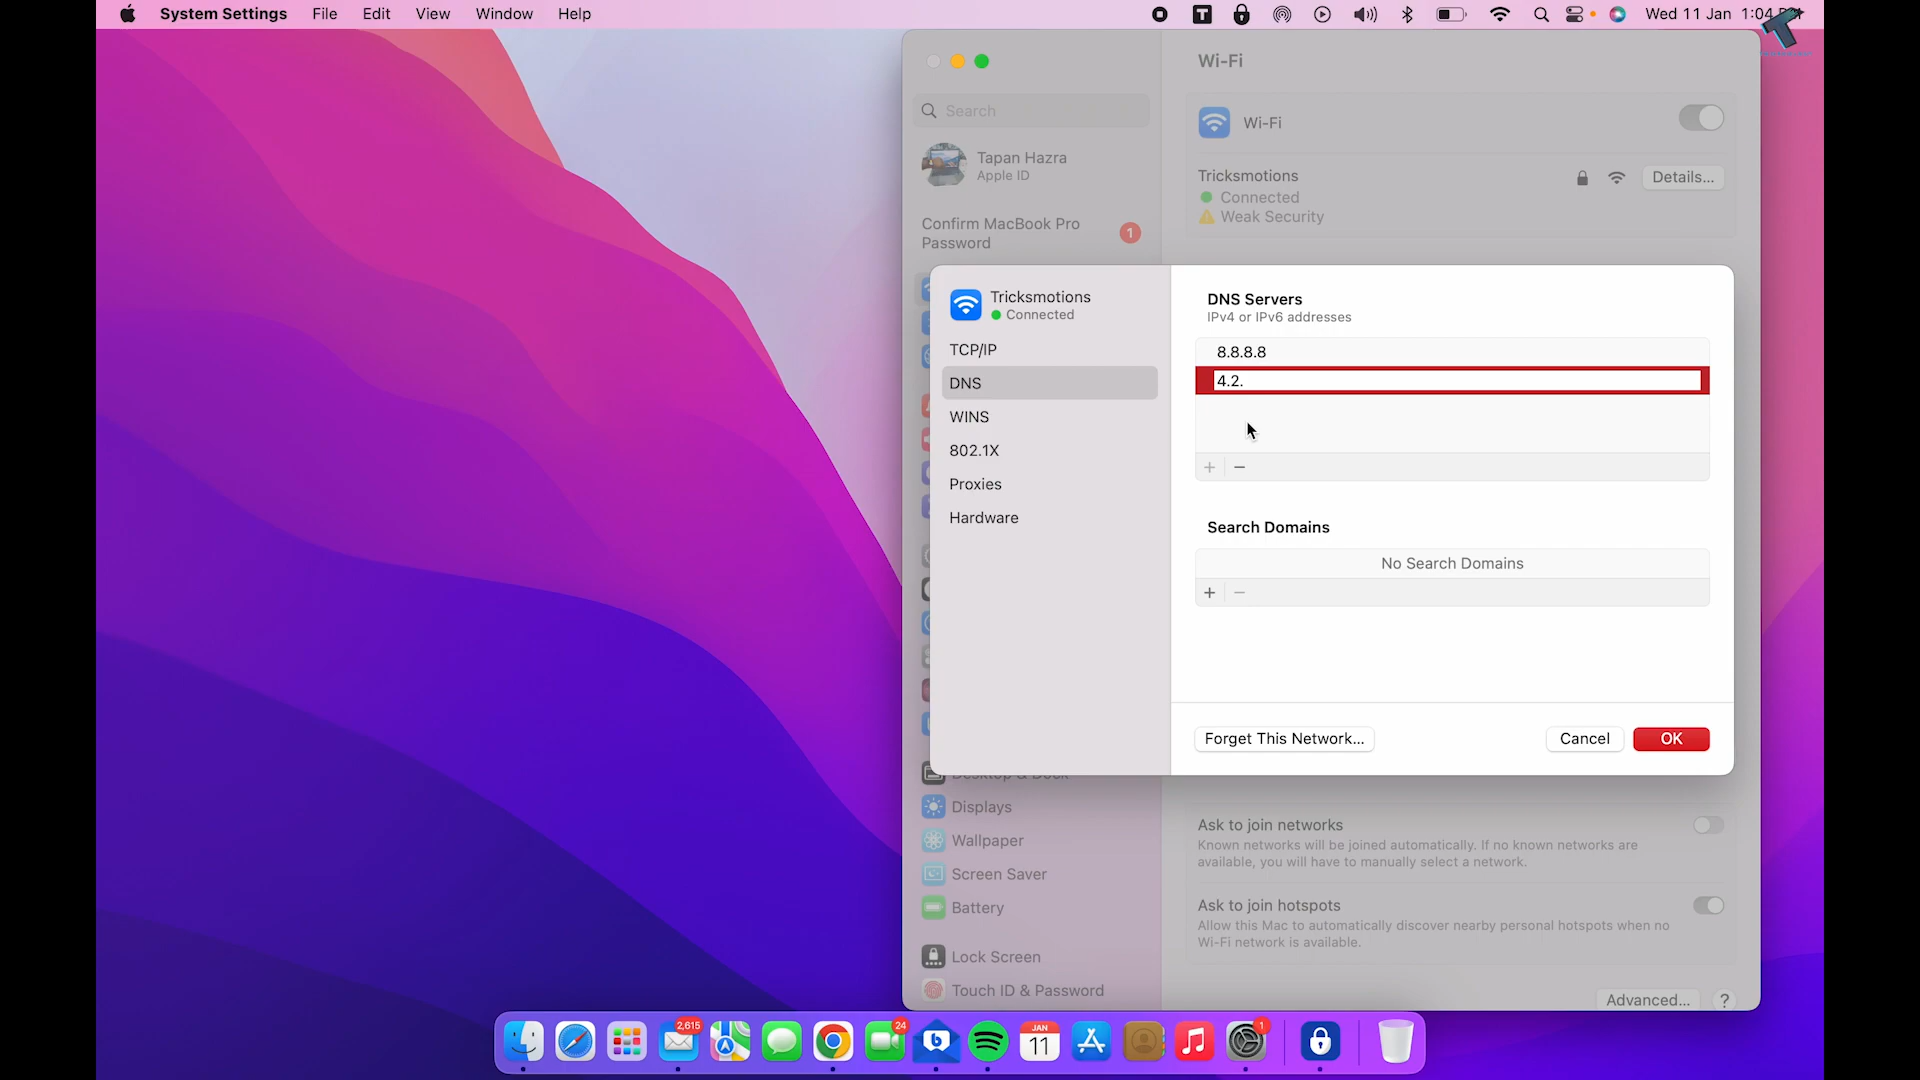 System Settings File Edit View Window Help
Wed 11 Jan 1:04
Wi-Fi
Search
Wi-Fi
Tapan Hazra
Apple ID
Tricksmotions
Connected
Weak Security
Details...
Confirm MacBook Pro
Password
1
Tricksmotions
Connected
TCP/IP
DNS
WINS
802.1X
Proxies
Hardware
DNS Servers
IPv4 or IPv6 addresses
8.8.8.8
4.2.
+ −
Search Domains
No Search Domains
+ −
Forget This Network...
Cancel
OK
Displays
Wallpaper
Screen Saver
Battery
Lock Screen
Touch ID & Password
Ask to join networks
Known networks will be joined automatically. If no known networks are
available, you will have to manually select a network.
Ask to join hotspots
Allow this Mac to automatically discover nearby personal hotspots when no
Wi-Fi network is available.
Advanced...
?
2,615
24
JAN
11
1